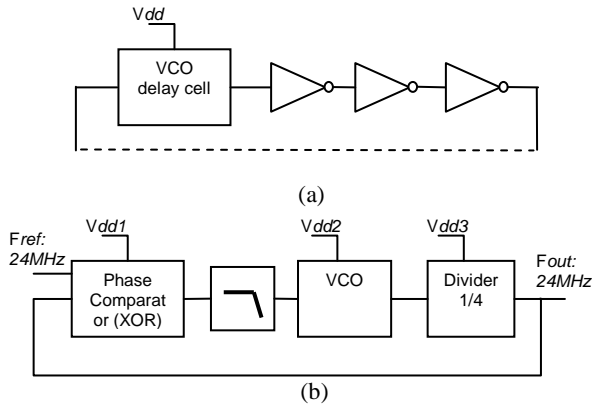 Vdd
VCO
delay cell
(a)
Fref:
24MHz
Vdd1
Vdd2
Vdd3
Fout:
24MHz
Phase
Comparat
or (XOR)
VCO
Divider
1/4
(b)